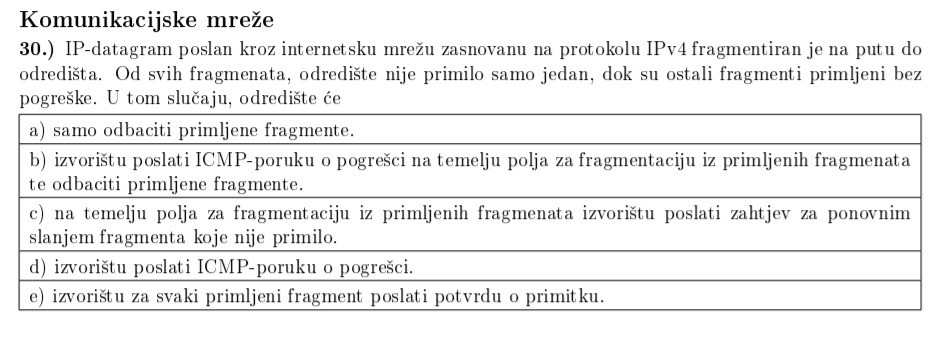 Komunikacijske mreže
30.) IP-datagram poslan kroz internetsku mrežu zasnovanu na protokolu IPv4 fragmentiran je na putu do
odredišta. Od svih fragmenata, odredište nije primilo samo jedan, dok su ostali fragmenti primljeni bez
pogreške. U tom slučaju, odredište će
a) samo odbaciti primljene fragmente.
b) izvorištu poslati ICMP-poruku o pogrešci na temelju polja za fragmentaciju iz primljenih fragmenata
te odbaciti primljene fragmente.
c) na temelju polja za fragmentaciju iz primljenih fragmenata izvorištu poslati zahtjev za ponovnim
slanjem fragmenta koje nije primilo.
d) izvorištu poslati ICMP-poruku o pogrešci.
e) izvorištu za svaki primljeni fragment poslati potvrdu o primitku.